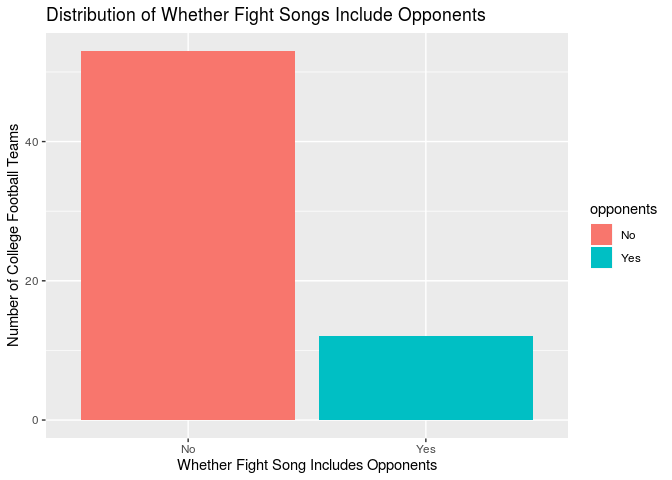 Distribution of Whether Fight Songs Include Opponents
Number of College Football Teams
40
20
0
No
Yes
Whether Fight Song Includes Opponents
opponents
No
Yes